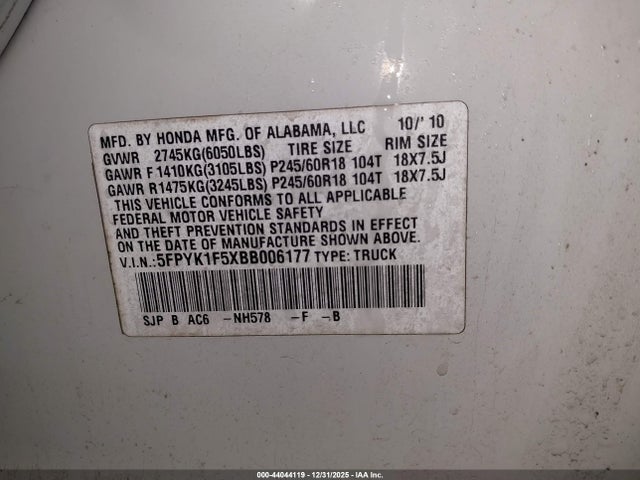 MFD. BY HONDA MFG. OF ALABAMA, LLC 10/'10
GVWR 2745KG(6050LBS) TIRE SIZE RIM SIZE
GAWR F 1410KG(3105LBS) P245/60R18 104T 18X7.5J
GAWR R1475KG(3245LBS) P245/60R18 104T 18X7.5J
THIS VEHICLE CONFORMS TO ALL APPLICABLE
FEDERAL MOTOR VEHICLE SAFETY
AND THEFT PREVENTION STANDARDS IN EFFECT
ON THE DATE OF MANUFACTURE SHOWN ABOVE.
V.I.N.: 5FPYK1F5XBB006177 TYPE: TRUCK
SJP B AC6 -NH578 -F -B
000-44044119 - 12/31/2025 - IAA Inc.